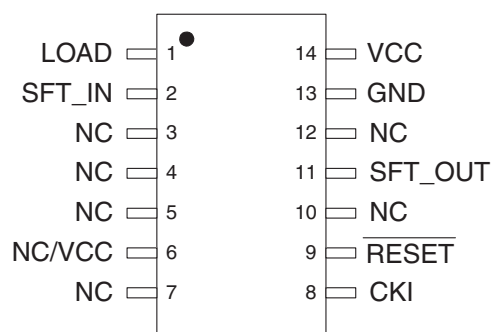 LOAD 1 14 VCC
SFT_IN 2 13 GND
NC 3 12 NC
NC 4 11 SFT_OUT
NC 5 10 NC
NC/VCC 6 9 RESET
NC 7 8 CKI